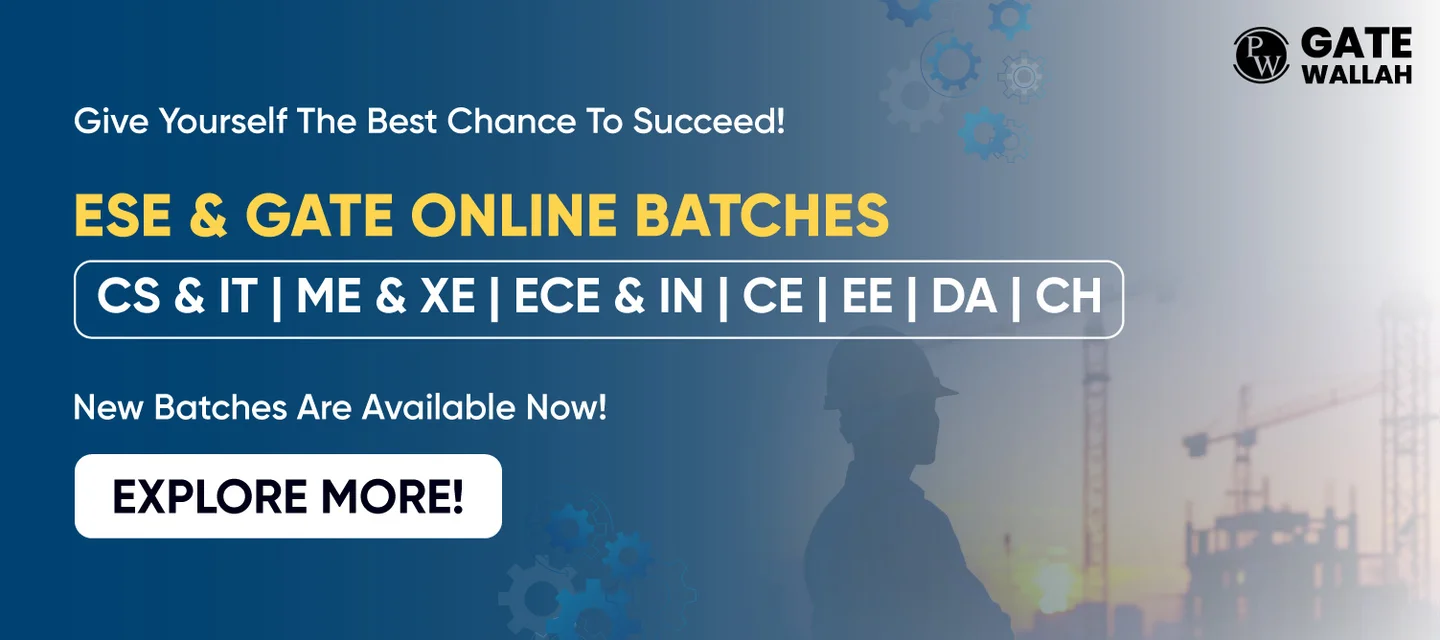 PW
GATE
WALLAH
Give Yourself The Best Chance To Succeed!
ESE & GATE ONLINE BATCHES
CS & IT | ME & XE | ECE & IN | CE | EE | DA | CH
New Batches Are Available Now!
EXPLORE MORE!